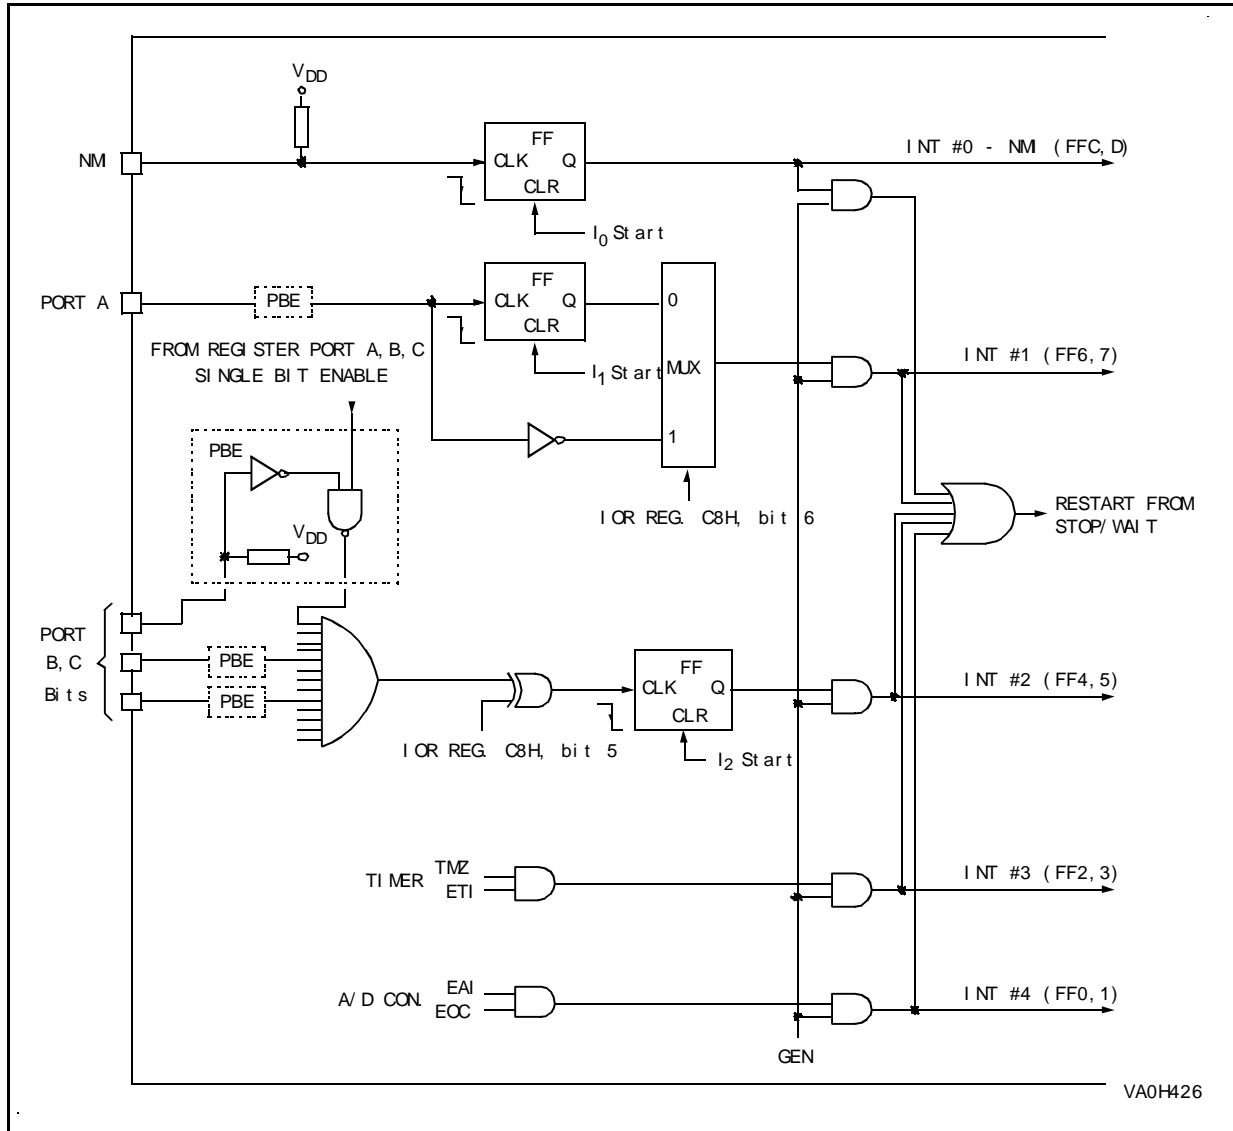 VDD
NMI
FF
CLK Q
CLR
I0 Start
INT #0 - NMI (FFC, D)
PORT A
PBE
FF
CLK Q
CLR
I1 Start
0
MUX
1
INT #1 (FF6, 7)
FROM REGISTER PORT A, B, C
SINGLE BIT ENABLE
PBE
VDD
IOR REG. C8H, bit 6
RESTART FROM
STOP/WAIT
PORT
B, C
Bits
PBE
PBE
FF
CLK Q
CLR
I2 Start
IOR REG. C8H, bit 5
INT #2 (FF4, 5)
TIMER
TMZ
ETI
INT #3 (FF2, 3)
A/D CON.
EAI
EOC
INT #4 (FF0, 1)
GEN
VA0H426